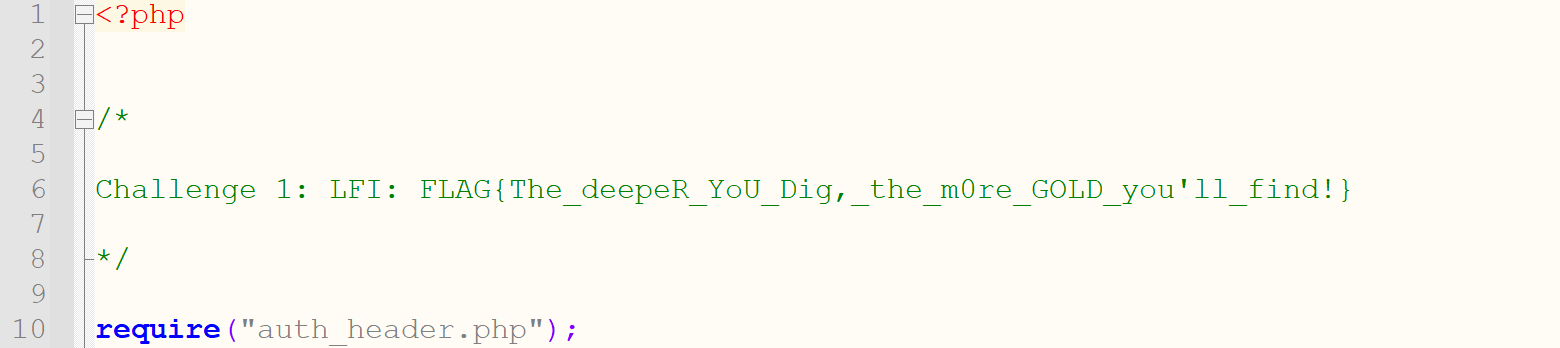 1 <?php
2
3
4 /*
5
6 Challenge 1: LFI: FLAG{The_deepeR_YoU_Dig,_the_m0re_GOLD_you'll_find!}
7
8 */
9
10 require("auth_header.php");